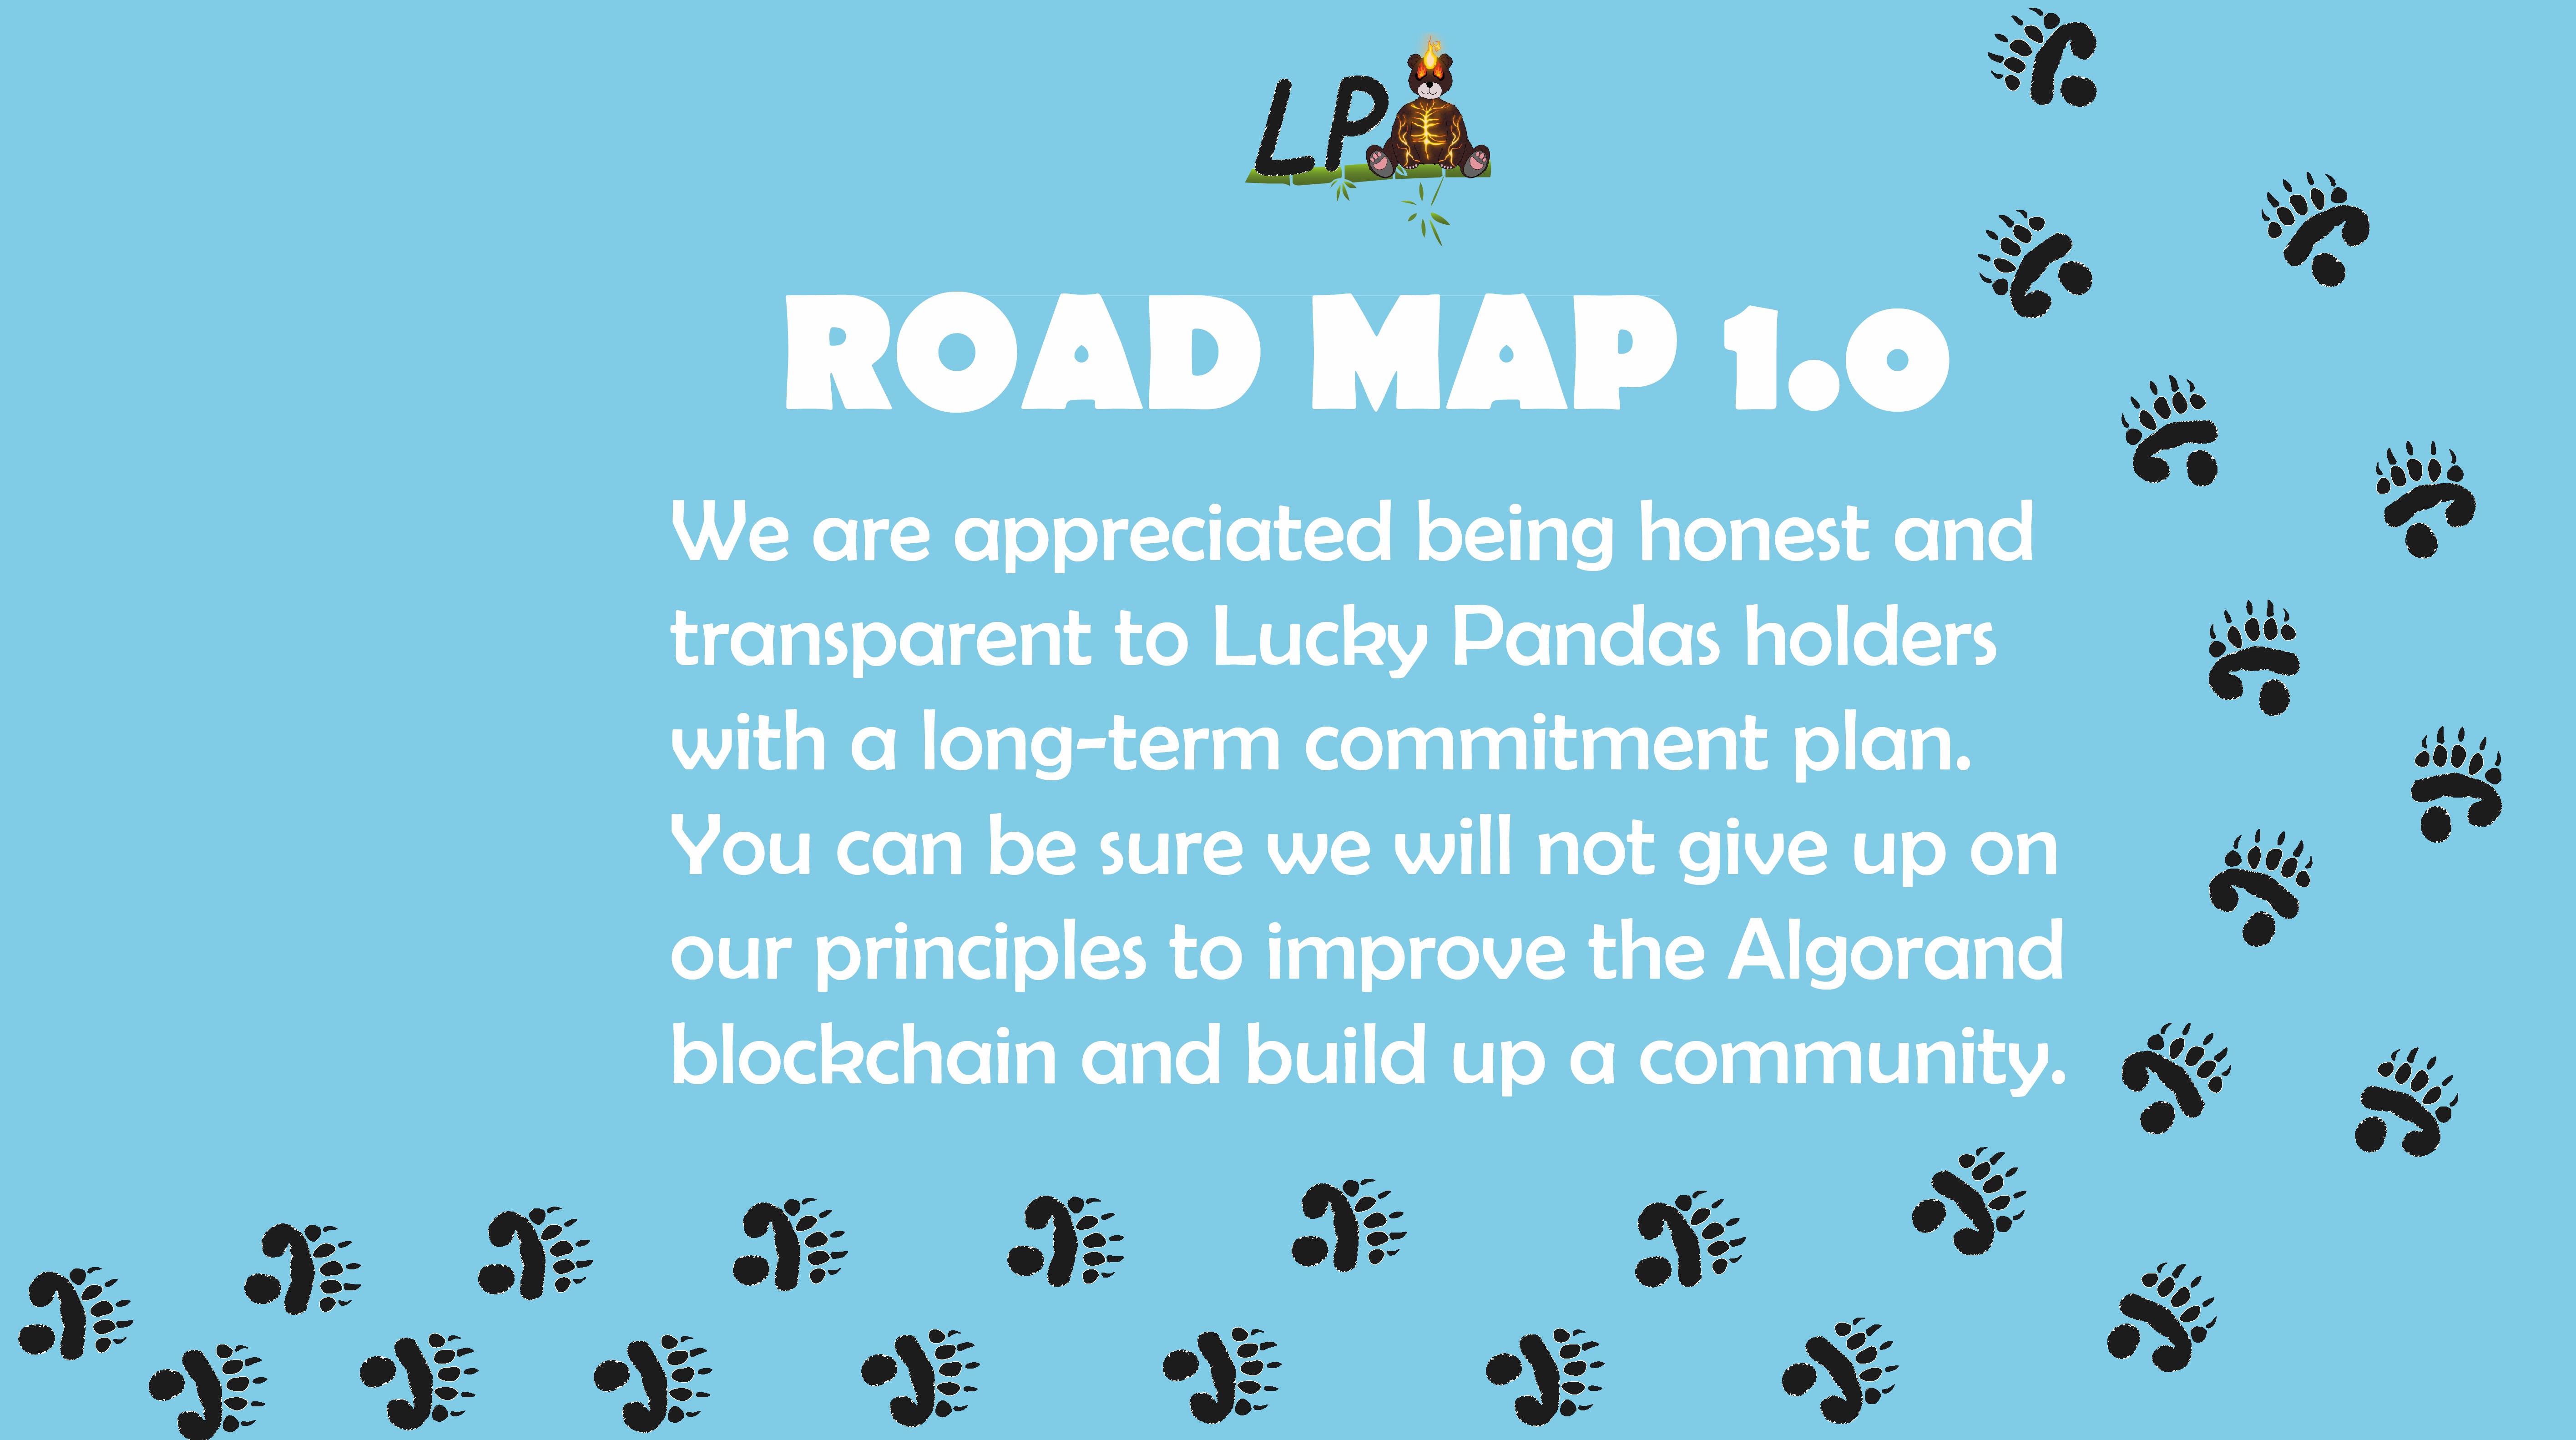 LP
ROAD MAP 1.0
We are appreciated being honest and
transparent to Lucky Pandas holders
with a long-term commitment plan.
You can be sure we will not give up on
our principles to improve the Algorand
blockchain and build up a community.